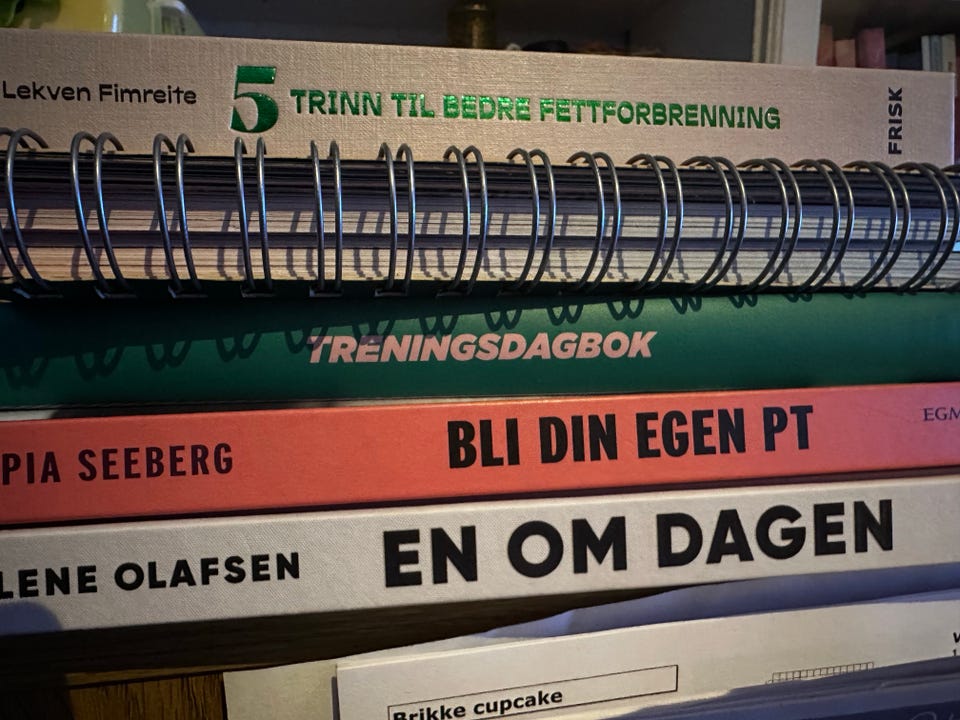 Lekven Fimreite 5 TRINN TIL BEDRE FETTFORBRENNING FRISK
TRENINGSDAGBOK
PIA SEEBERG BLI DIN EGEN PT EGM
LENE OLAFSEN EN OM DAGEN
Brikke cupcake